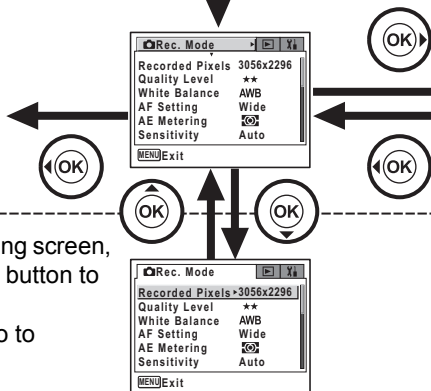 Rec. Mode
Recorded Pixels 3056x2296
Quality Level ★★
White Balance AWB
AF Setting Wide
AE Metering
Sensitivity Auto
MENU Exit
OK
OK
OK
OK
OK
ng screen,
button to
o to
Rec. Mode
Recorded Pixels 3056x2296
Quality Level ★★
White Balance AWB
AF Setting Wide
AE Metering
Sensitivity Auto
MENU Exit